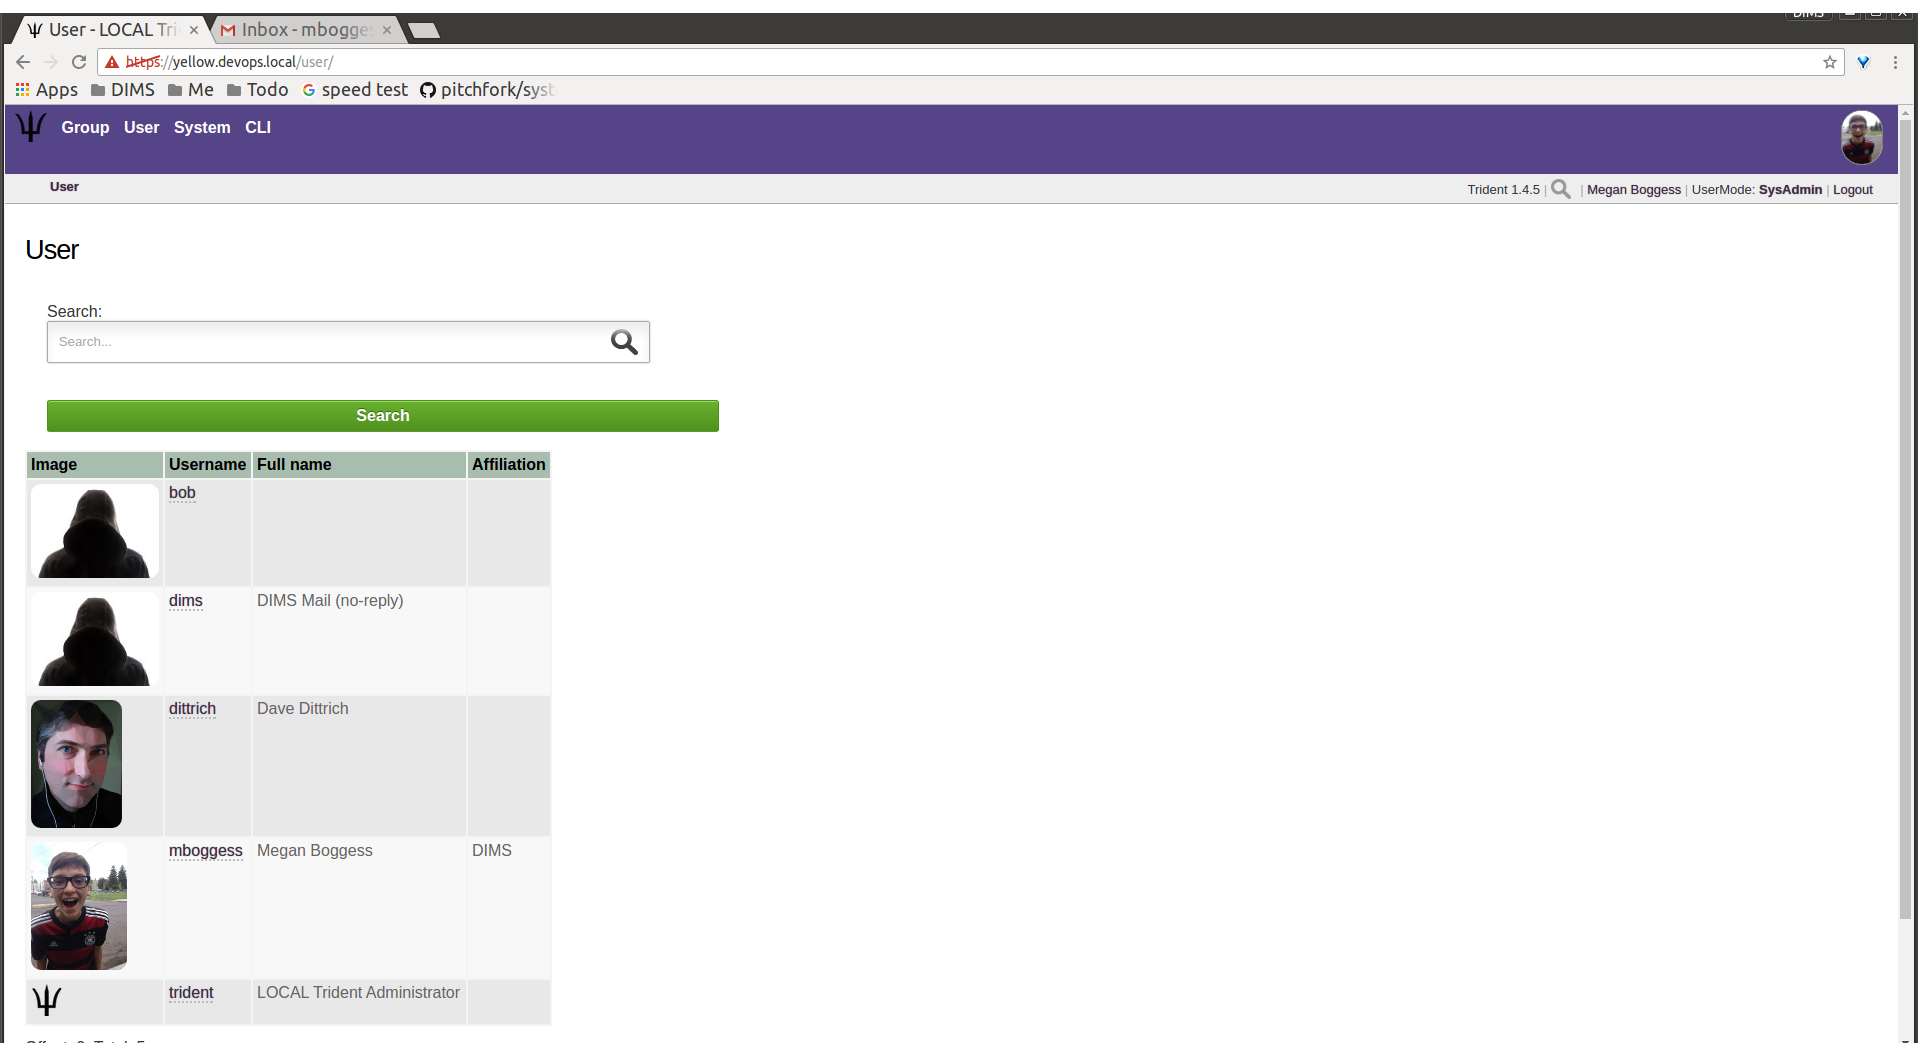 DIMS
User - LOCAL Tri
Inbox - mbogges
https://yellow.devops.local/user/
Apps DIMS Me Todo speed test pitchfork/syst
Group User System CLI
User
Trident 1.4.5 | | Megan Boggess | UserMode: SysAdmin | Logout
User
Search:
Search...
Search
Image Username Full name Affiliation
bob
dims DIMS Mail (no-reply)
dittrich Dave Dittrich
mboggess Megan Boggess DIMS
trident LOCAL Trident Administrator